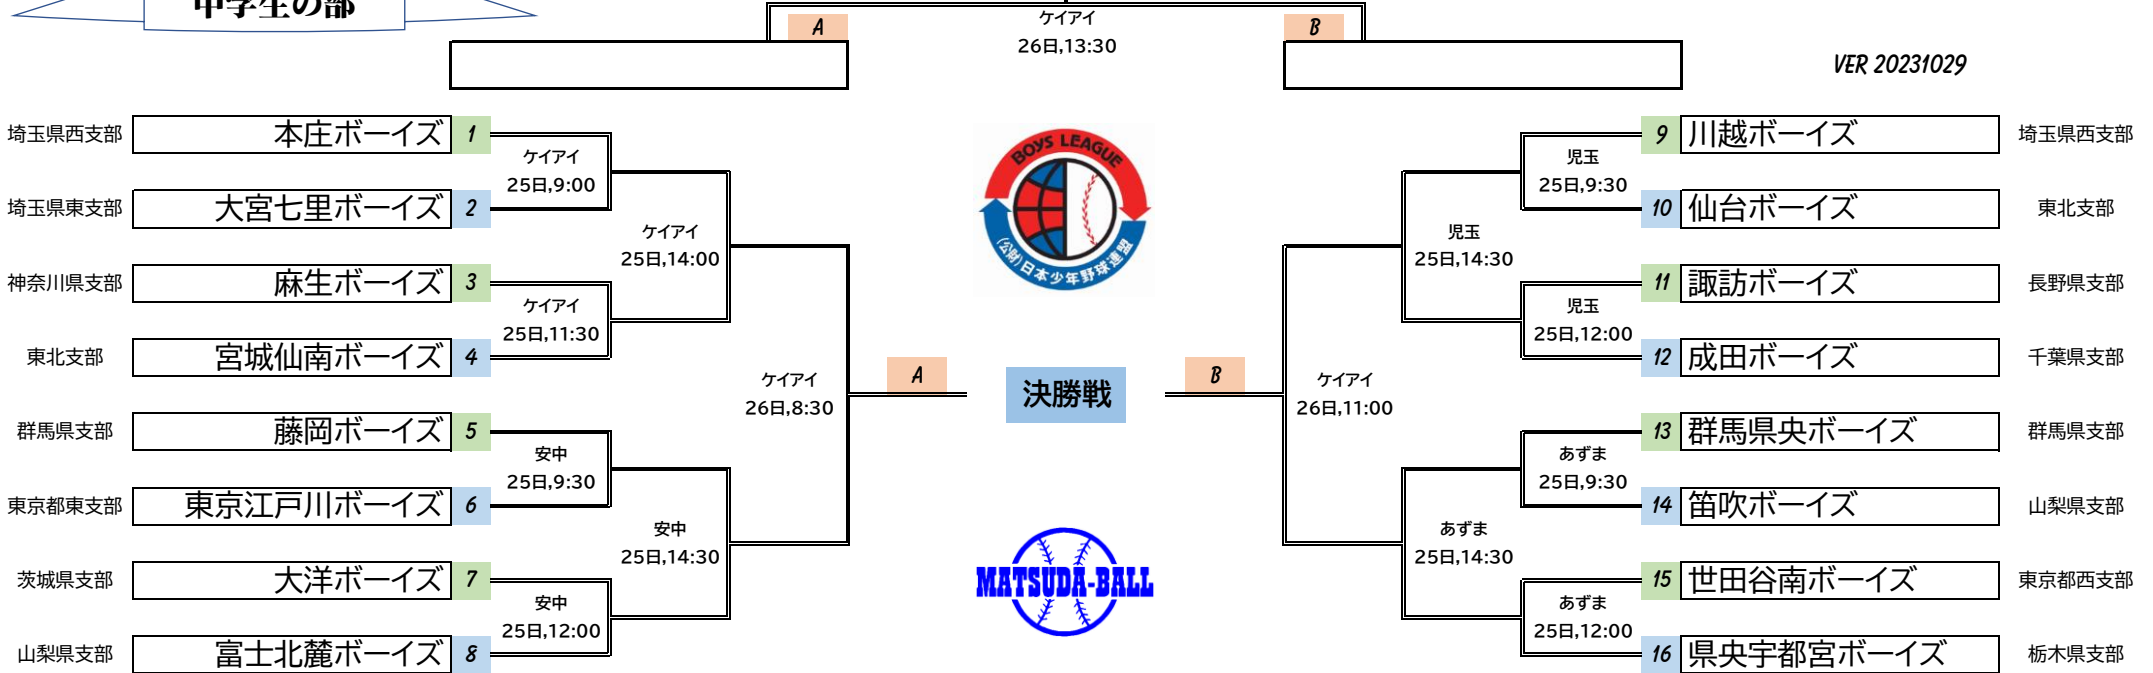 中学生の部
A
ケイアイ
26日,13:30
B
VER 20231029
埼玉県西支部 本庄ボーイズ 1
ケイアイ
25日,9:00
埼玉県東支部 大宮七里ボーイズ 2
ケイアイ
25日,14:00
神奈川県支部 麻生ボーイズ 3
ケイアイ
25日,11:30
東北支部 宮城仙南ボーイズ 4
ケイアイ
26日,8:30
群馬県支部 藤岡ボーイズ 5
安中
25日,9:30
東京都東支部 東京江戸川ボーイズ 6
安中
25日,14:30
茨城県支部 大洋ボーイズ 7
安中
25日,12:00
山梨県支部 富士北麓ボーイズ 8
BOYS LEAGUE
(公財)日本少年野球連盟
A
決勝戦
B
MATSUDA-BALL
9 川越ボーイズ 埼玉県西支部
児玉
25日,9:30
10 仙台ボーイズ 東北支部
児玉
25日,14:30
11 諏訪ボーイズ 長野県支部
児玉
25日,12:00
12 成田ボーイズ 千葉県支部
ケイアイ
26日,11:00
13 群馬県央ボーイズ 群馬県支部
あずま
25日,9:30
14 笛吹ボーイズ 山梨県支部
あずま
25日,14:30
15 世田谷南ボーイズ 東京都西支部
あずま
25日,12:00
16 県央宇都宮ボーイズ 栃木県支部